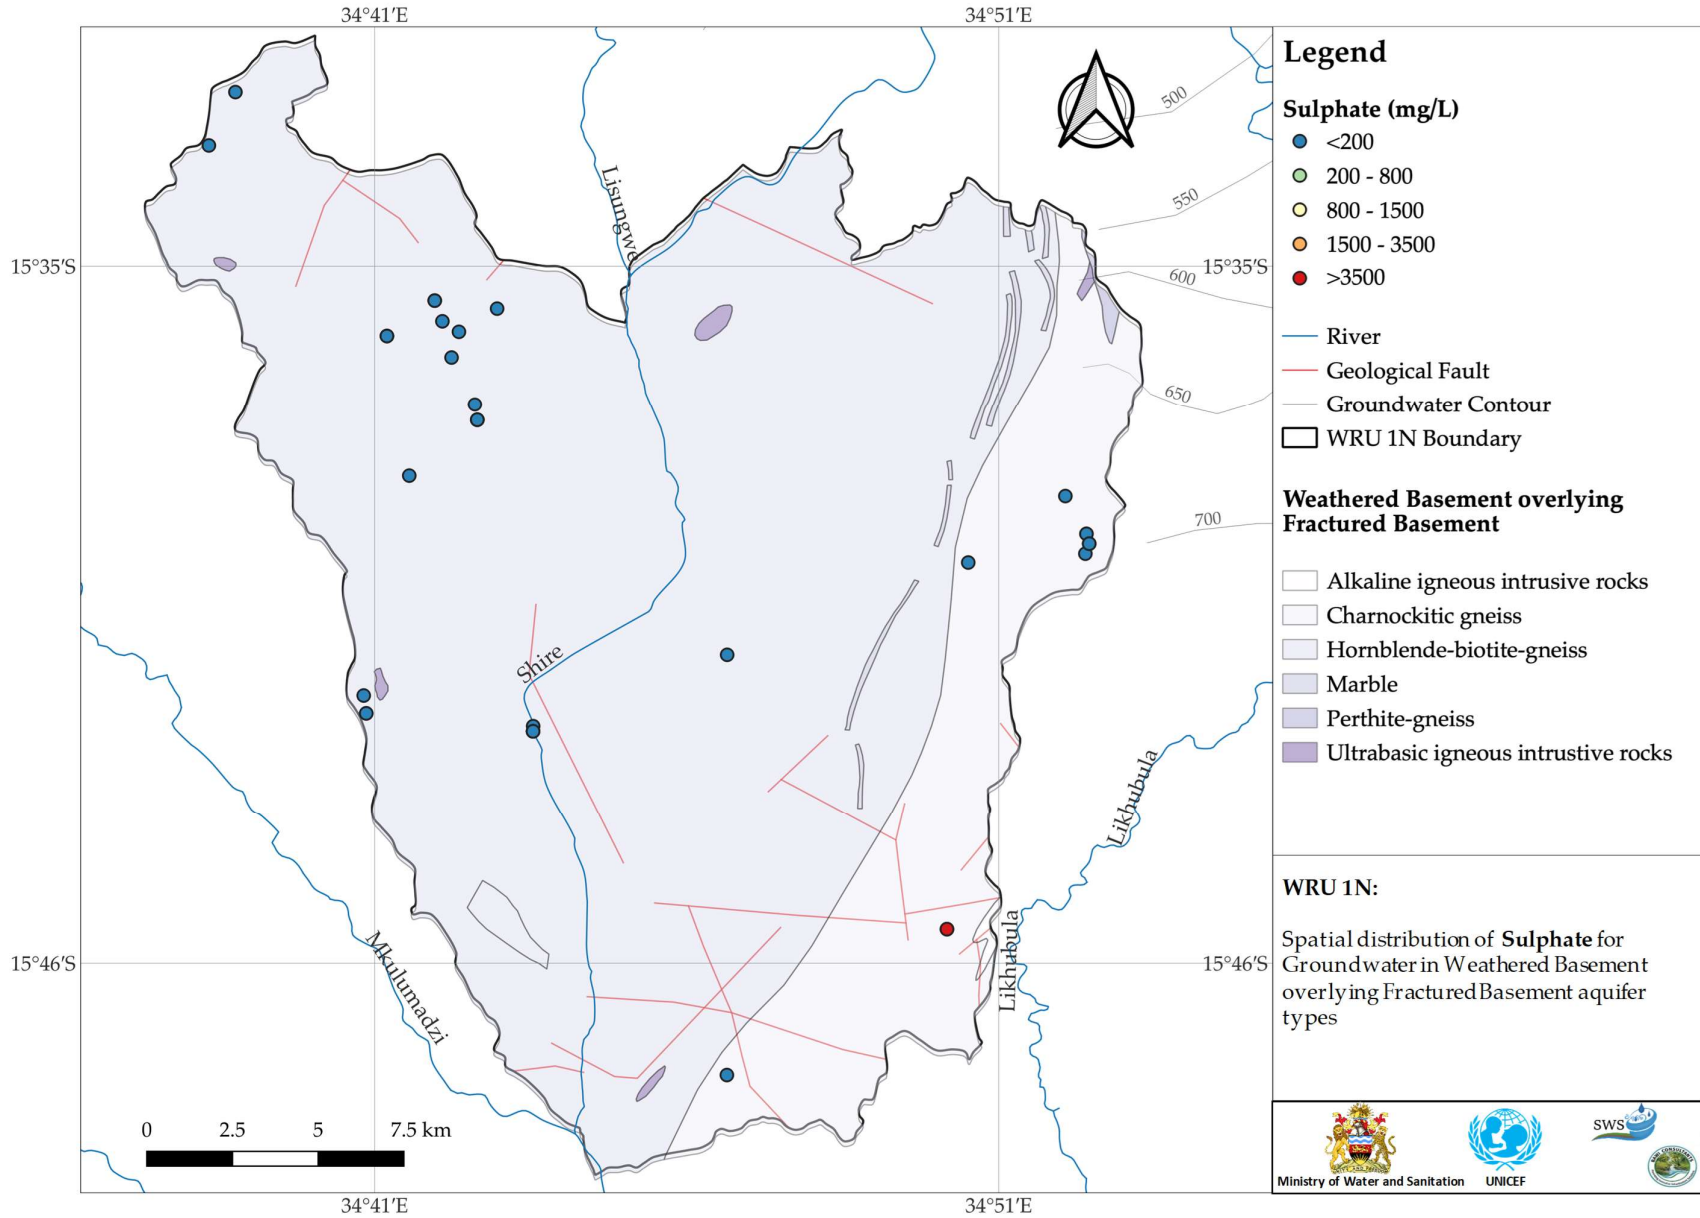 34°41′E
34°51′E
500
550
600
650
700
15°35′S
15°35′S
Lisungwe
Shire
Likhubula
Likhubula
Mkulumadzi
15°46′S
15°46′S
0 2.5 5 7.5 km
34°41′E
34°51′E
Legend
Sulphate (mg/L)
<200
200 - 800
800 - 1500
1500 - 3500
>3500
River
Geological Fault
Groundwater Contour
WRU 1N Boundary
Weathered Basement overlying
Fractured Basement
Alkaline igneous intrusive rocks
Charnockitic gneiss
Hornblende-biotite-gneiss
Marble
Perthite-gneiss
Ultrabasic igneous intrustive rocks
WRU 1N:
Spatial distribution of Sulphate for
Groundwater in Weathered Basement
overlying Fractured Basement aquifer
types
Ministry of Water and Sanitation
UNICEF
SWS